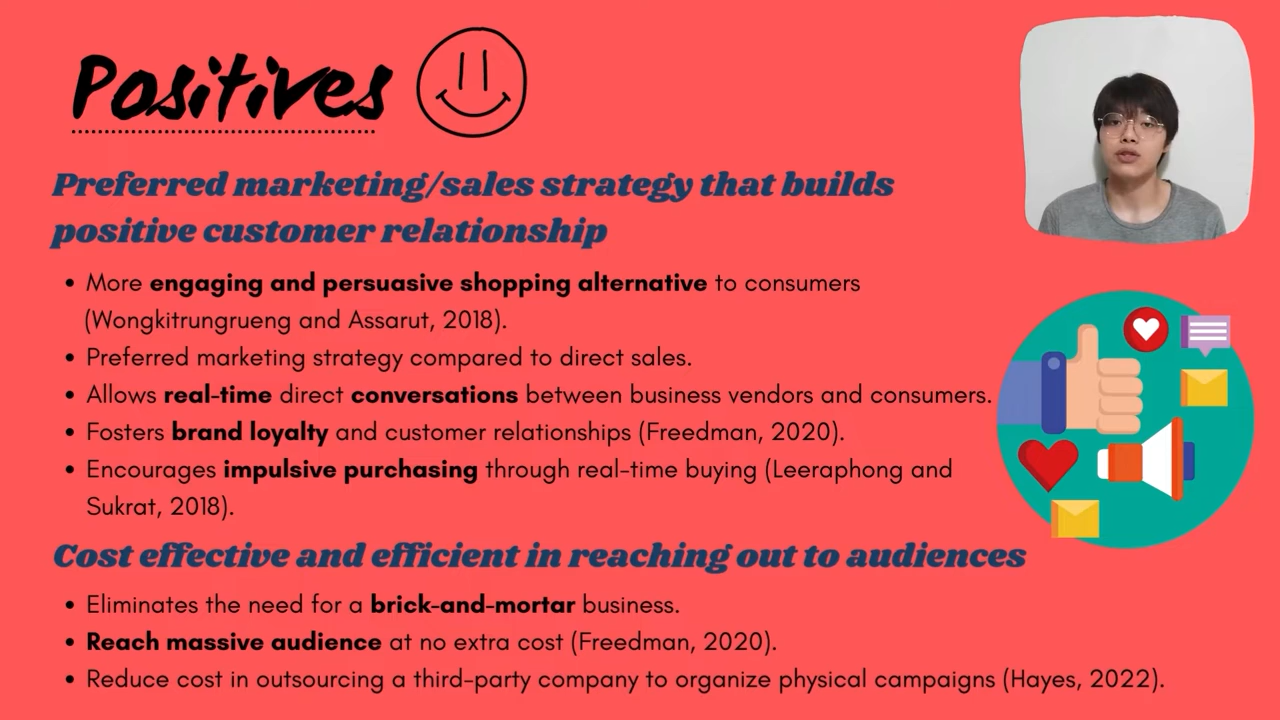 Positives
Preferred marketing/sales strategy that builds
positive customer relationship
• More engaging and persuasive shopping alternative to consumers
(Wongkitrungrueng and Assarut, 2018).
• Preferred marketing strategy compared to direct sales.
• Allows real-time direct conversations between business vendors and consumers.
• Fosters brand loyalty and customer relationships (Freedman, 2020).
• Encourages impulsive purchasing through real-time buying (Leeraphong and
Sukrat, 2018).
Cost effective and efficient in reaching out to audiences
• Eliminates the need for a brick-and-mortar business.
• Reach massive audience at no extra cost (Freedman, 2020).
• Reduce cost in outsourcing a third-party company to organize physical campaigns (Hayes, 2022).